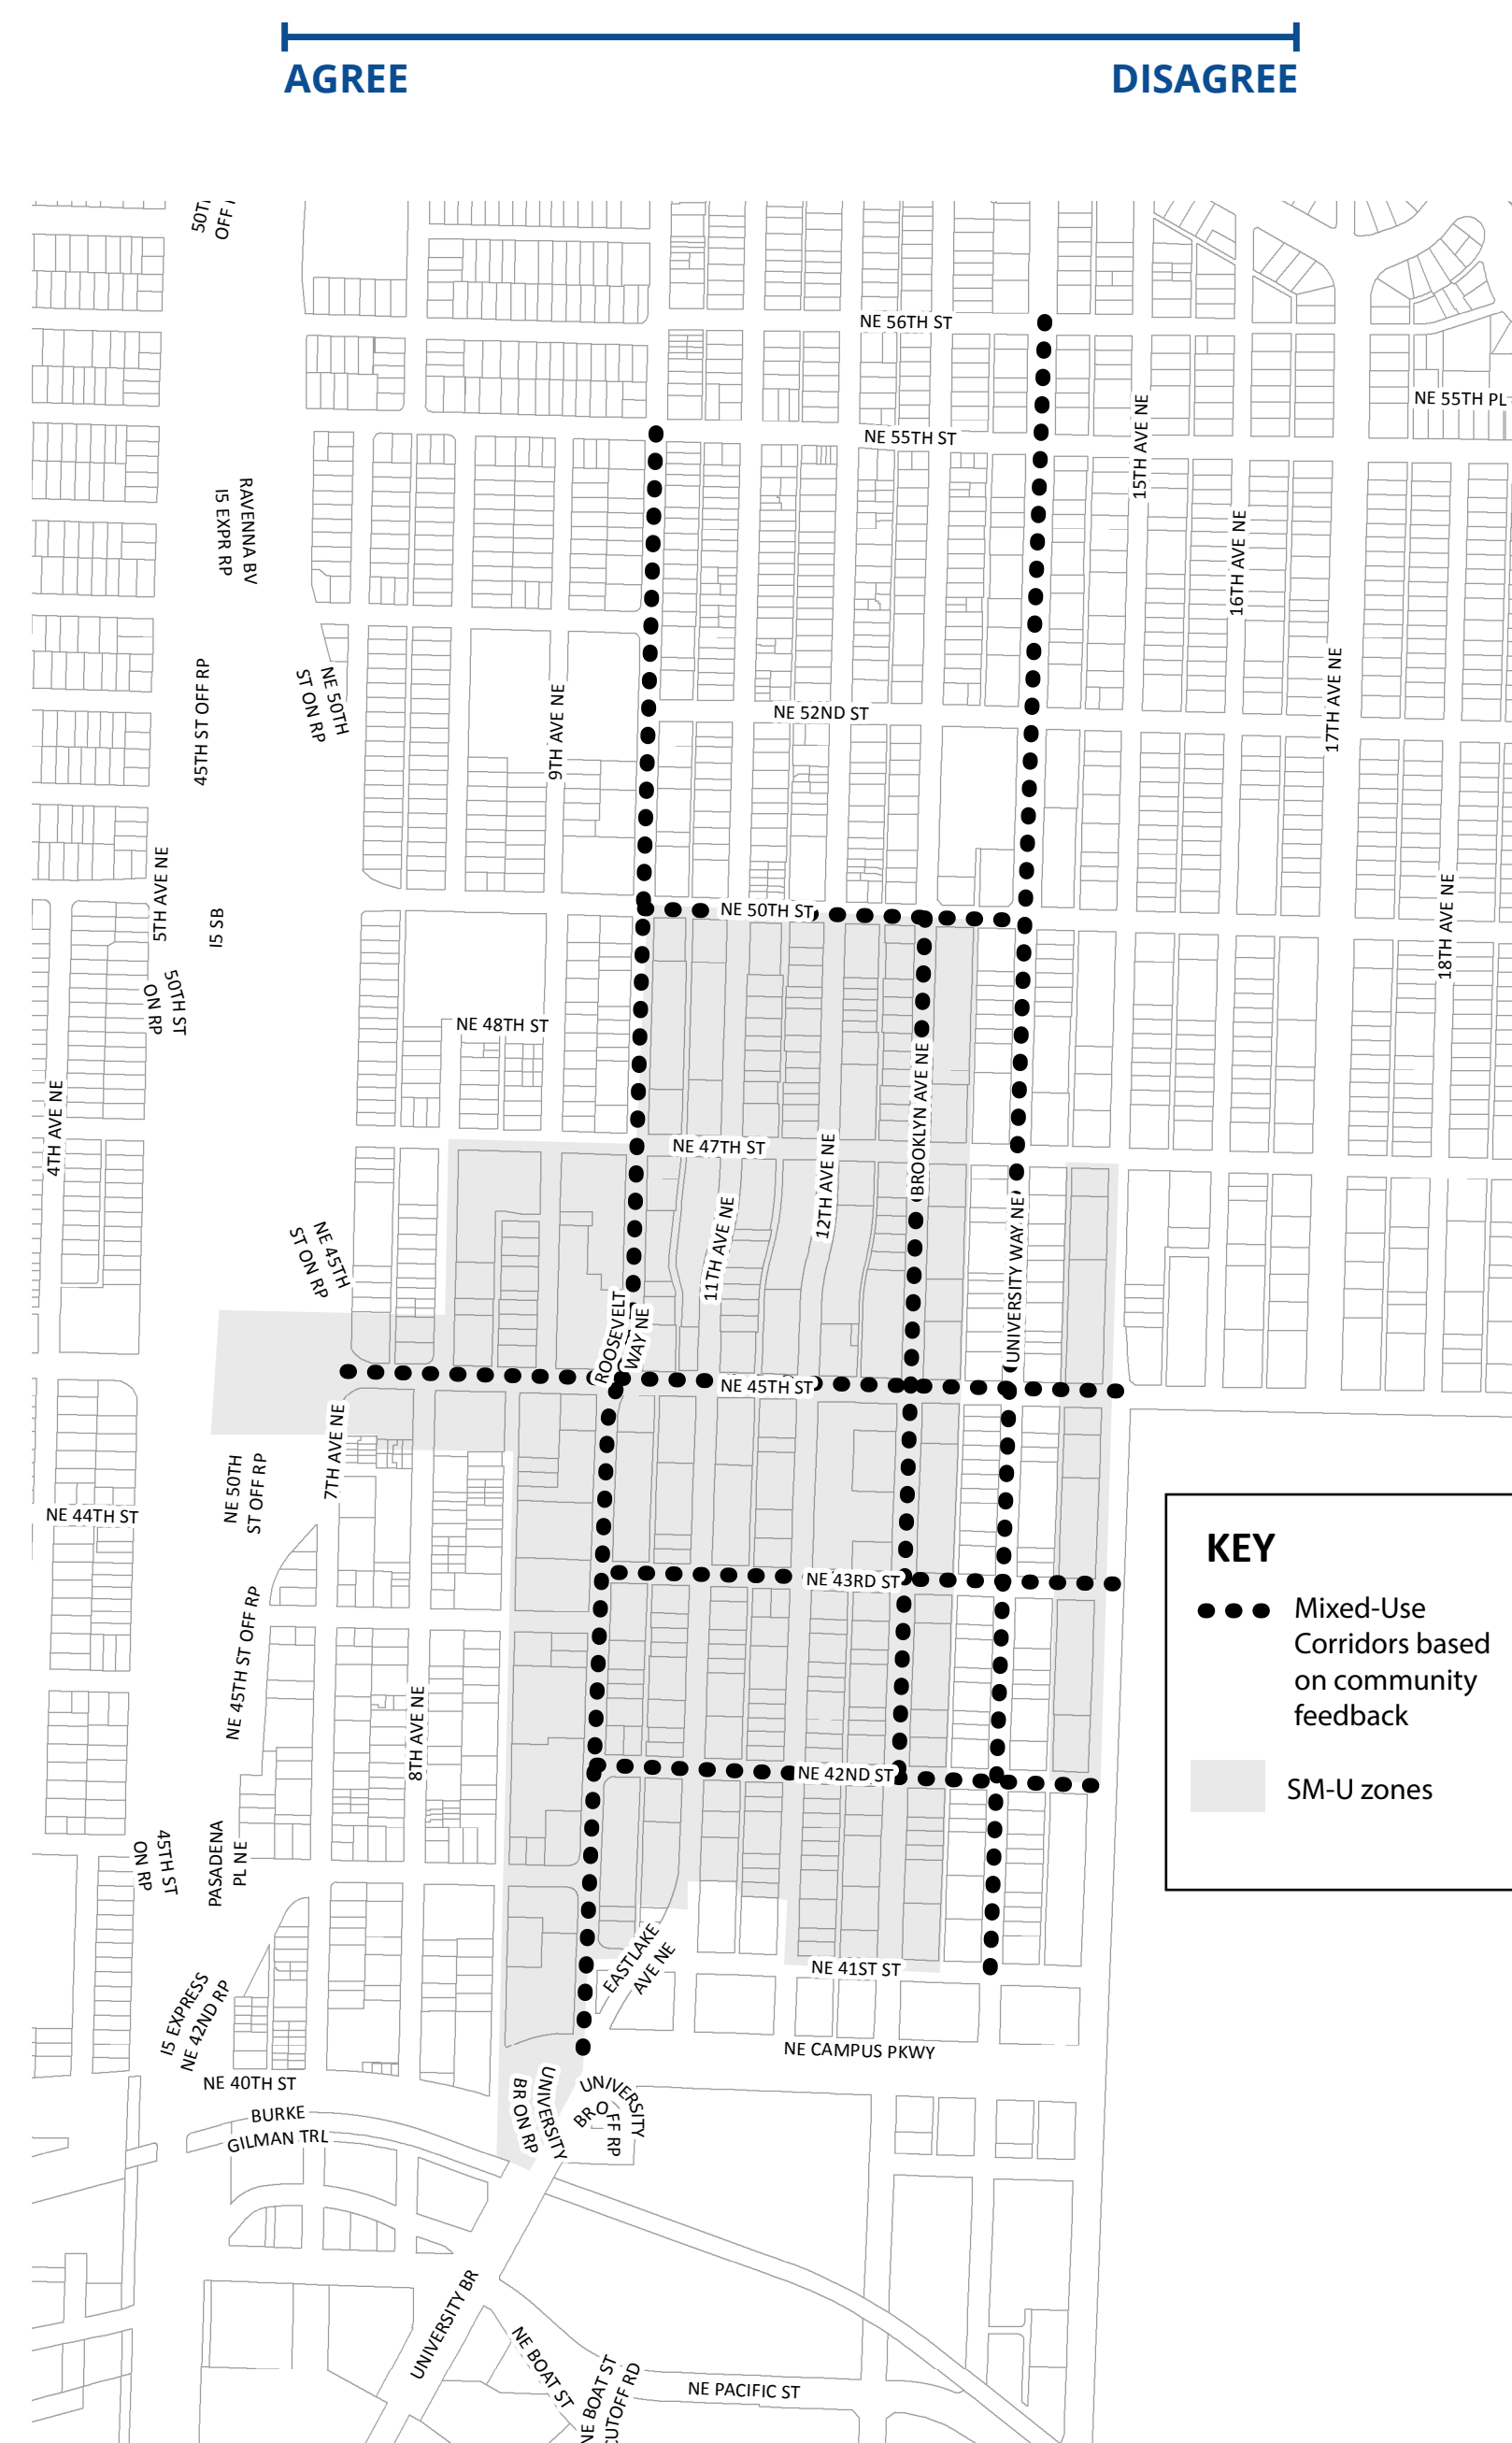 AGREE
DISAGREE
50T
OFF
NE 56TH ST
NE 55TH PL
15TH AVE NE
NE 55TH ST
RAVENNA BV
I5 EXPR RP
16TH AVE NE
NE 50TH
ST ON RP
45TH ST OFF RP
17TH AVE NE
9TH AVE NE
NE 52ND ST
5TH AVE NE
I5 SB
18TH AVE NE
NE 50TH ST
50TH ST
ON RP
NE 48TH ST
4TH AVE NE
BROOKLYN AVE NE
NE 47TH ST
12TH AVE NE
11TH AVE NE
UNIVERSITY WAY NE
NE 45TH
ST ON RP
ROOSEVELT
WAY NE
NE 45TH ST
7TH AVE NE
NE 50TH
ST OFF RP
NE 44TH ST
KEY
Mixed-Use
Corridors based
on community
feedback
SM-U zones
NE 43RD ST
NE 45TH ST OFF RP
8TH AVE NE
NE 42ND ST
PASADENA
PL NE
45TH ST
ON RP
EASTLAKE
AVE NE
NE 41ST ST
I5 EXPRESS
NE 42ND RP
NE CAMPUS PKWY
NE 40TH ST
UNIVERSITY
BR ON RP
UNIVERSITY
BR OFF RP
BURKE
GILMAN TRL
UNIVERSITY BR
NE BOAT ST
NE BOAT ST
CUTOFF RD
NE PACIFIC ST